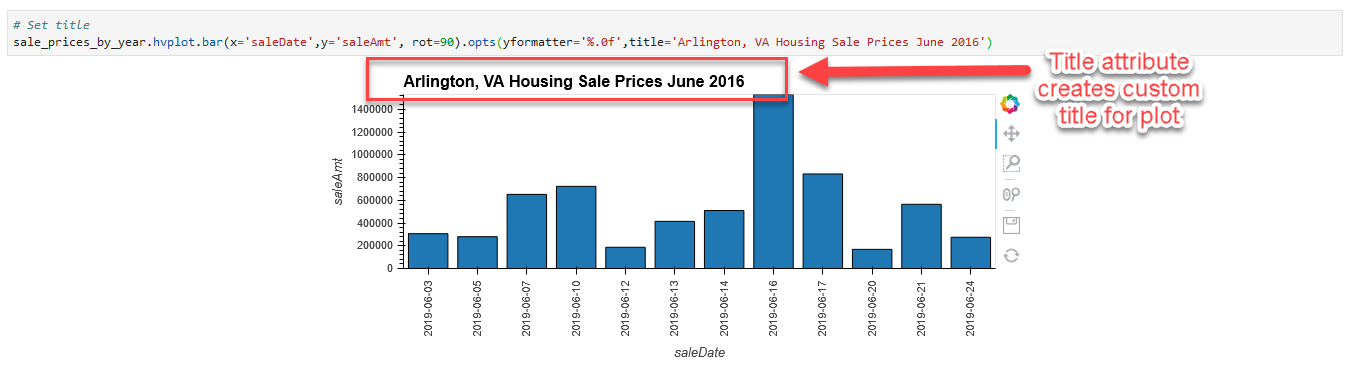 # Set title
sale_prices_by_year.hvplot.bar(x='saleDate',y='saleAmt', rot=90).opts(yformatter='%.0f',title='Arlington, VA Housing Sale Prices June 2016')
Arlington, VA Housing Sale Prices June 2016
Title attribute
creates custom
title for plot
1400000
1200000
1000000
800000
600000
400000
200000
0
saleAmt
2019-06-03
2019-06-05
2019-06-07
2019-06-10
2019-06-12
2019-06-13
2019-06-14
2019-06-16
2019-06-17
2019-06-20
2019-06-21
2019-06-24
saleDate